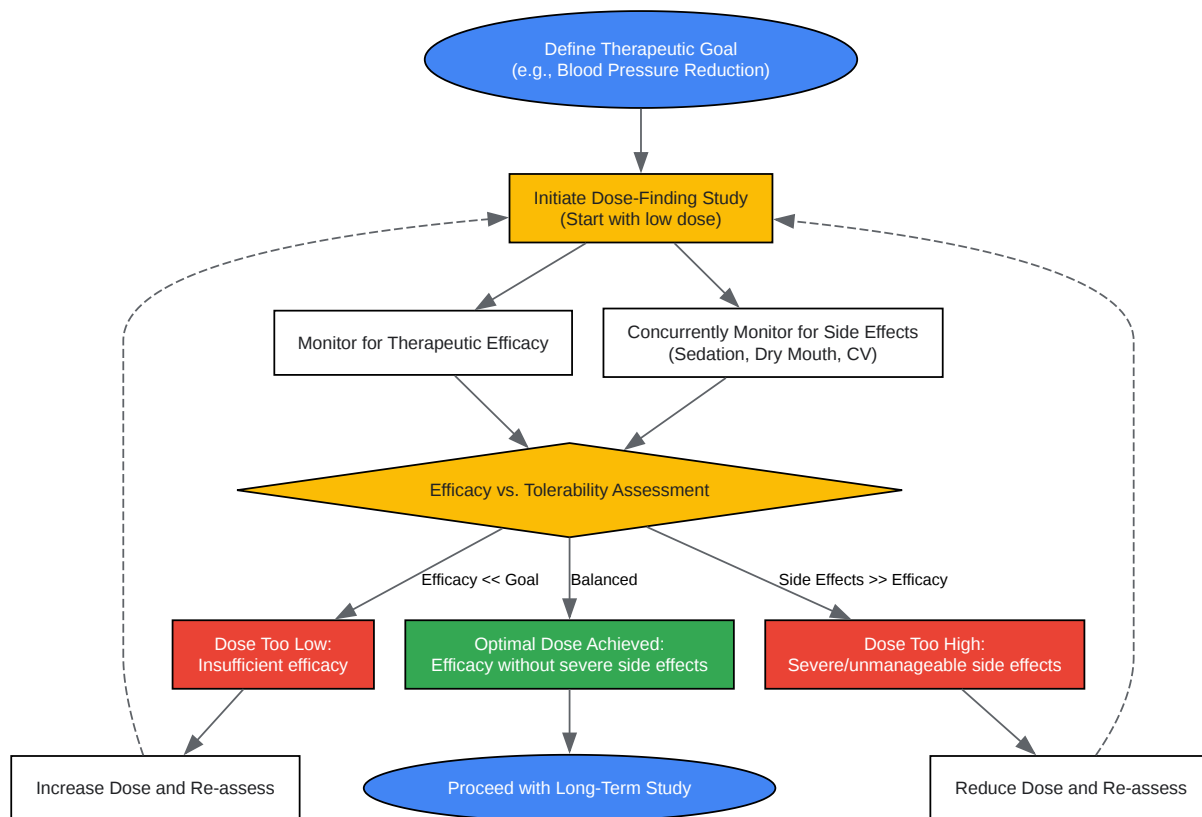 Define Therapeutic Goal
(e.g., Blood Pressure Reduction)
Initiate Dose-Finding Study
(Start with low dose)
Monitor for Therapeutic Efficacy
Concurrently Monitor for Side Effects
(Sedation, Dry Mouth, CV)
Efficacy vs. Tolerability Assessment
Efficacy << Goal
Balanced
Side Effects >> Efficacy
Dose Too Low:
Insufficient efficacy
Optimal Dose Achieved:
Efficacy without severe side effects
Dose Too High:
Severe/unmanageable side effects
Increase Dose and Re-assess
Proceed with Long-Term Study
Reduce Dose and Re-assess